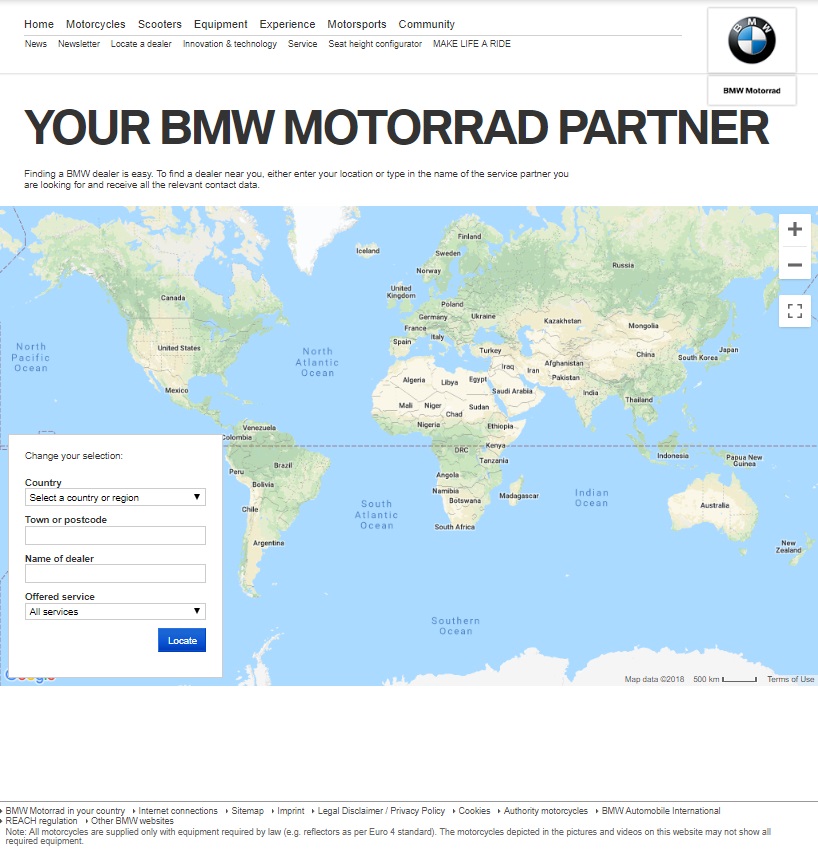 Home Motorcycles Scooters Equipment Experience Motorsports Community
News Newsletter Locate a dealer Innovation & technology Service Seat height configurator MAKE LIFE A RIDE
BMW
BMW Motorrad
YOUR BMW MOTORRAD PARTNER
Finding a BMW dealer is easy. To find a dealer near you, either enter your location or type in the name of the service partner you
are looking for and receive all the relevant contact data.
Iceland
Finland
Sweden
Norway
Russia
United
Kingdom
Canada
Poland
Germany
Ukraine
France
Italy
Spain
Kazakhstan
Mongolia
North
Pacific
Ocean
United States
North
Atlantic
Ocean
Turkey
China
South Korea
Japan
Iraq
Iran
Afghanistan
Pakistan
Mexico
Algeria
Libya
Egypt
Saudi Arabia
India
Thailand
Mali
Niger
Chad
Sudan
Nigeria
Ethiopia
Venezuela
Colombia
DRC
Kenya
Tanzania
Indonesia
Papua New
Guinea
Peru
Brazil
Bolivia
Angola
Namibia
Botswana
Madagascar
Indian
Ocean
Chile
South
Atlantic
Ocean
Australia
South Africa
Argentina
New
Zealand
Southern
Ocean
Change your selection:
Country
Select a country or region
Town or postcode
Name of dealer
Offered service
All services
Locate
Google
Map data ©2018 500 km Terms of Use
BMW Motorrad in your country Internet connections Sitemap Imprint Legal Disclaimer / Privacy Policy Cookies Authority motorcycles BMW Automobile International
REACH regulation Other BMW websites
Note: All motorcycles are supplied only with equipment required by law (e.g. reflectors as per Euro 4 standard). The motorcycles depicted in the pictures and videos on this website may not show all
required equipment.